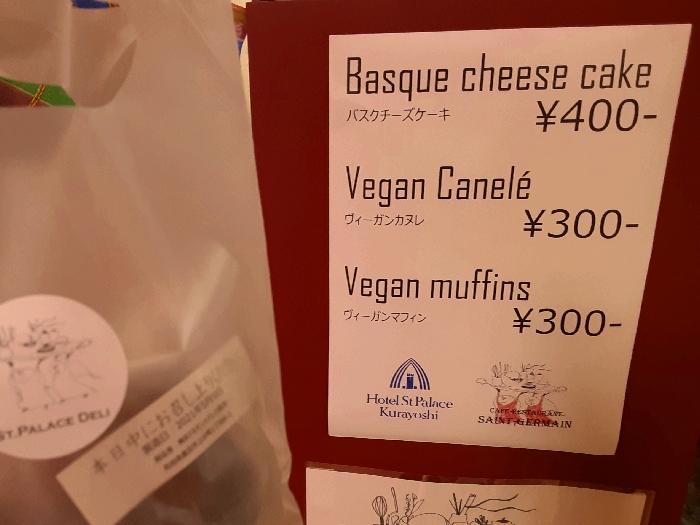 Basque cheese cake
バスクチーズケーキ
¥400-
Vegan Canelé
ヴィーガンカヌレ
¥300-
Vegan muffins
ヴィーガンマフィン
¥300-
Hotel St Palace
Kurayoshi
CAFE-RESTAURANT
SAINT-GERMAIN
ST.PALACE DELI
本日中にお召し上り